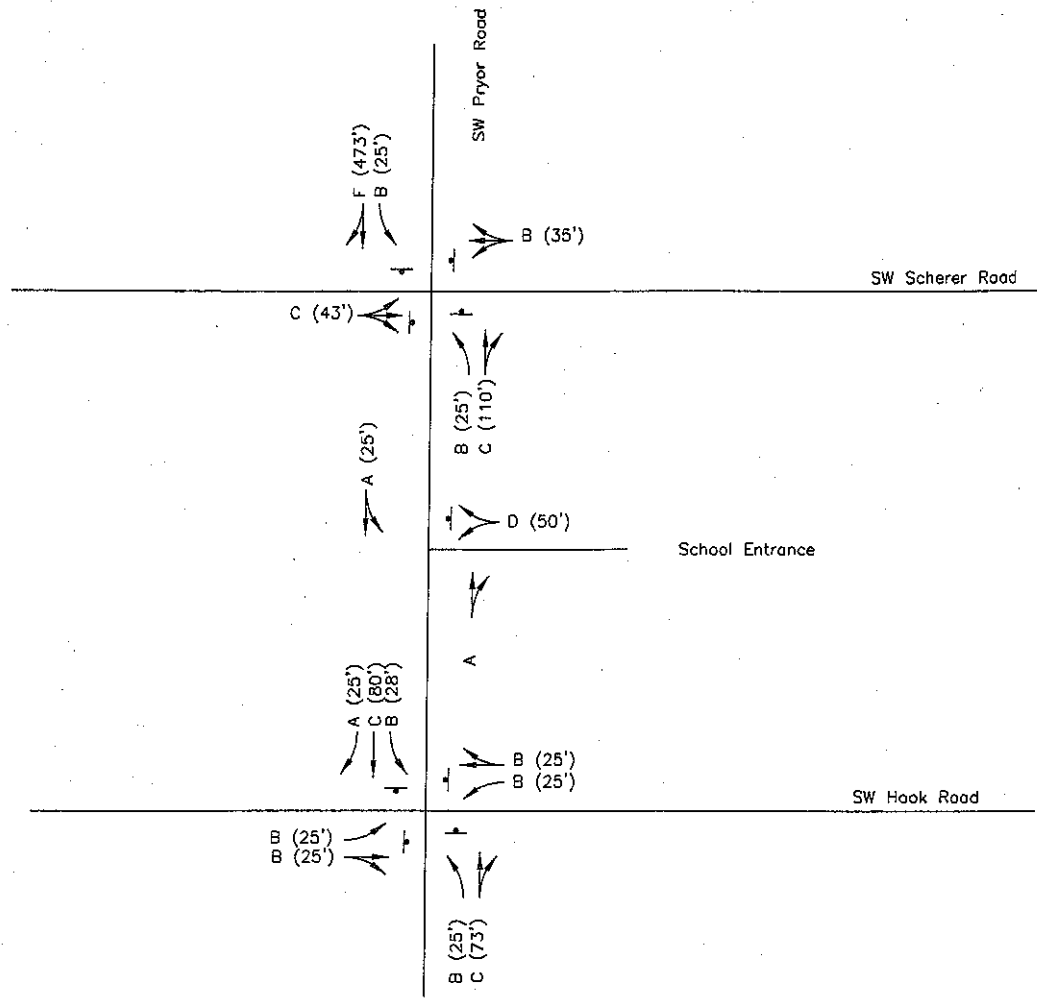 SW Pryor Road
F (473')
B (25')
B (35')
SW Scherer Road
C (43')
B (25')
C (110')
A (25')
D (50')
School Entrance
A
A (25')
C (80')
B (28')
B (25')
B (25')
SW Hook Road
B (25')
B (25')
B (25')
C (73')